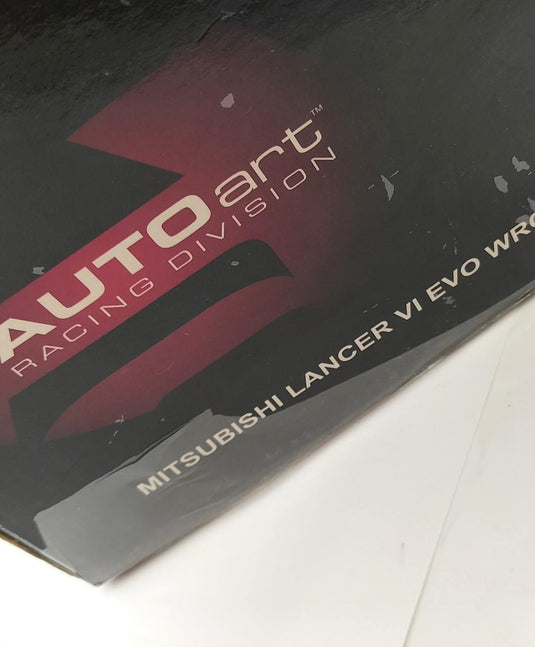 AUTOart™
RACING DIVISION
MITSUBISHI LANCER VI EVO WRC